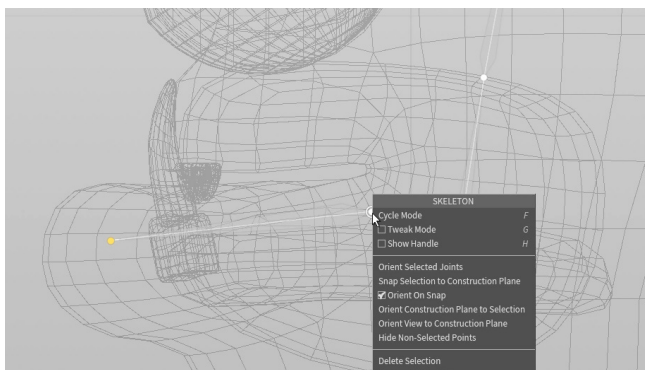 SKELETON
Cycle Mode F
Tweak Mode G
Show Handle H
Orient Selected Joints
Snap Selection to Construction Plane
Orient On Snap
Orient Construction Plane to Selection
Orient View to Construction Plane
Hide Non-Selected Points
Delete Selection